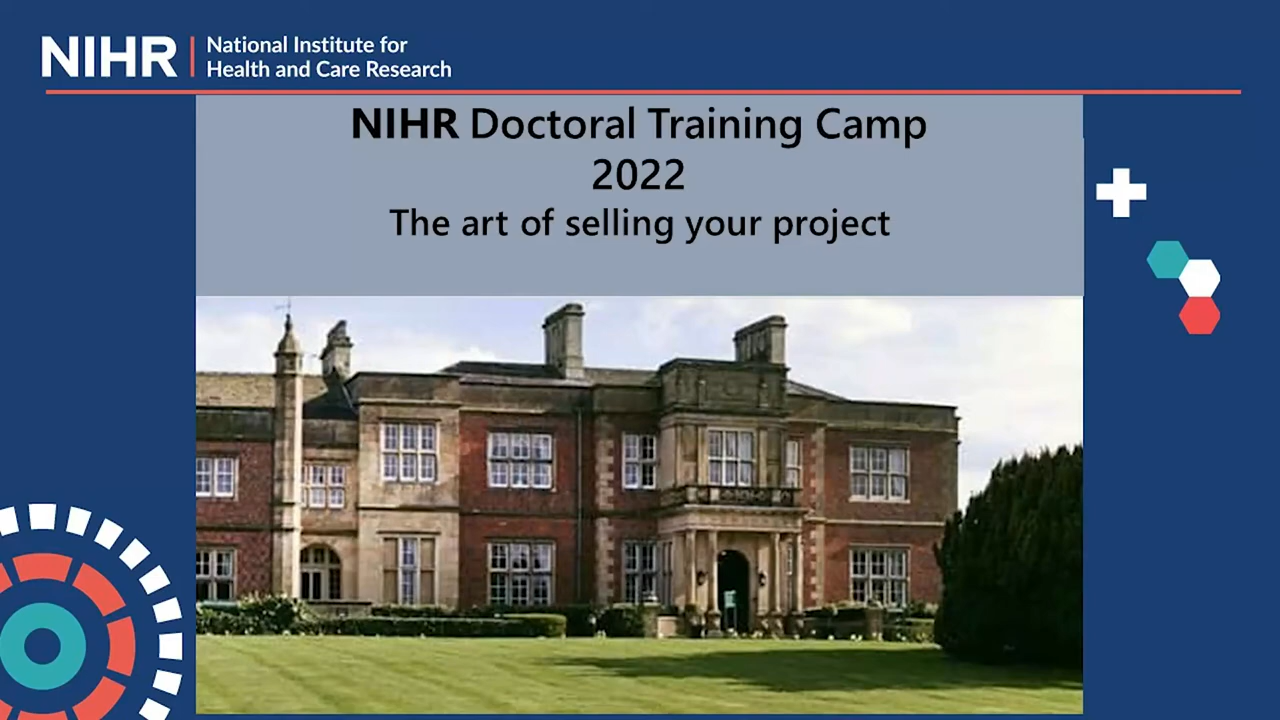 NIHR
National Institute for
Health and Care Research
NIHR Doctoral Training Camp
2022
The art of selling your project